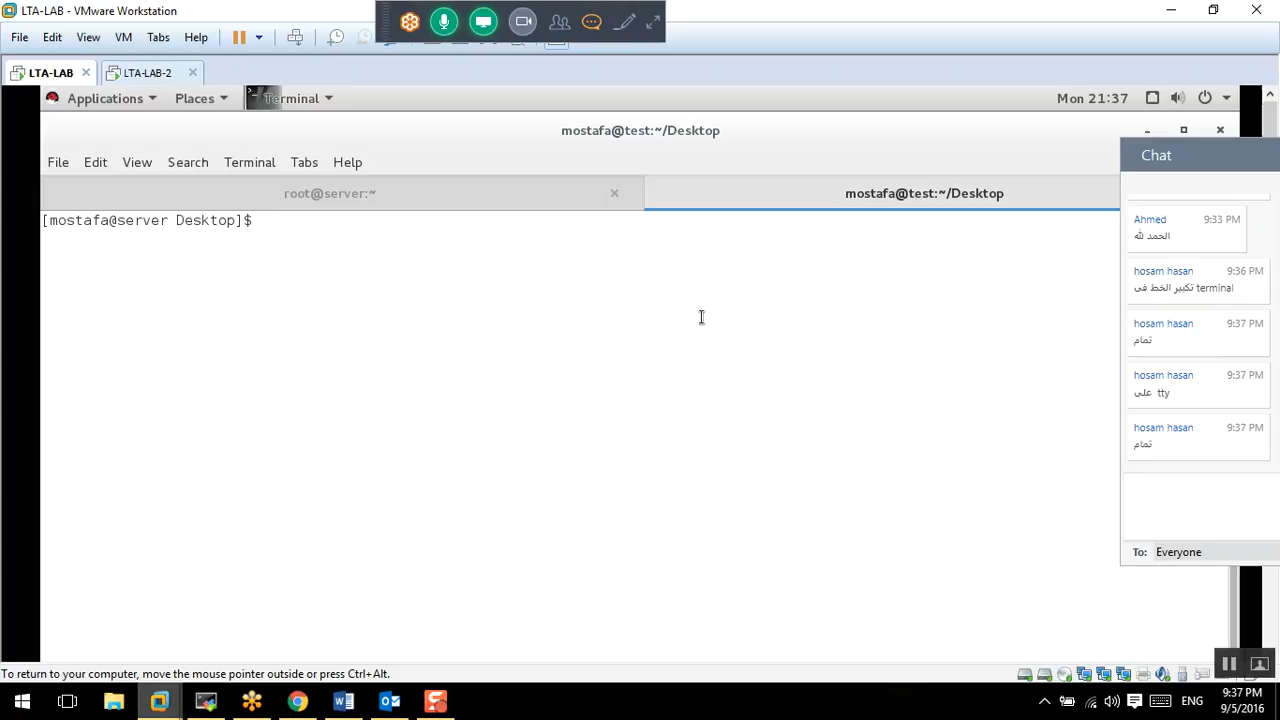 LTA-LAB - VMware Workstation
File Edit View VM Tabs Help
LTA-LAB LTA-LAB-2
Applications Places Terminal Mon 21:37
mostafa@test:~/Desktop
File Edit View Search Terminal Tabs Help
root@server:~ mostafa@test:~/Desktop
[mostafa@server Desktop]$
Chat
Ahmed 9:33 PM
الحمد لله
hosam hasan 9:36 PM
تكبير الخط فى terminal
hosam hasan 9:37 PM
تمام
hosam hasan 9:37 PM
على tty
hosam hasan 9:37 PM
تمام
To: Everyone
To return to your computer, move the mouse pointer outside or press Ctrl+Alt.
ENG
9:37 PM
9/5/2016